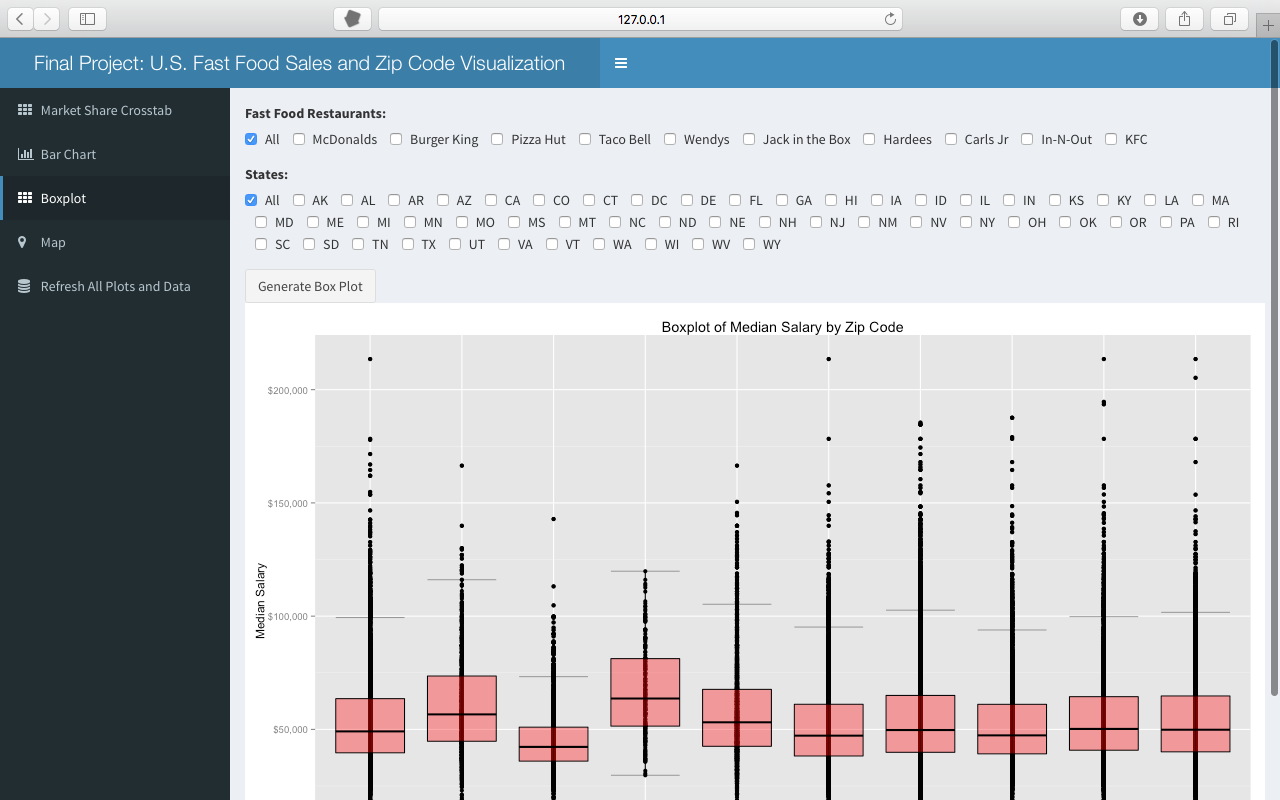 127.0.0.1
Final Project: U.S. Fast Food Sales and Zip Code Visualization
Market Share Crosstab
Bar Chart
Boxplot
Map
Refresh All Plots and Data
Fast Food Restaurants:
All McDonalds Burger King Pizza Hut Taco Bell Wendys Jack in the Box Hardees Carls Jr In-N-Out KFC
States:
All AK AL AR AZ CA CO CT DC DE FL GA HI IA ID IL IN KS KY LA MA
MD ME MI MN MO MS MT NC ND NE NH NJ NM NV NY OH OK OR PA RI
SC SD TN TX UT VA VT WA WI WV WY
Generate Box Plot
Boxplot of Median Salary by Zip Code
Median Salary
$200,000
$150,000
$100,000
$50,000